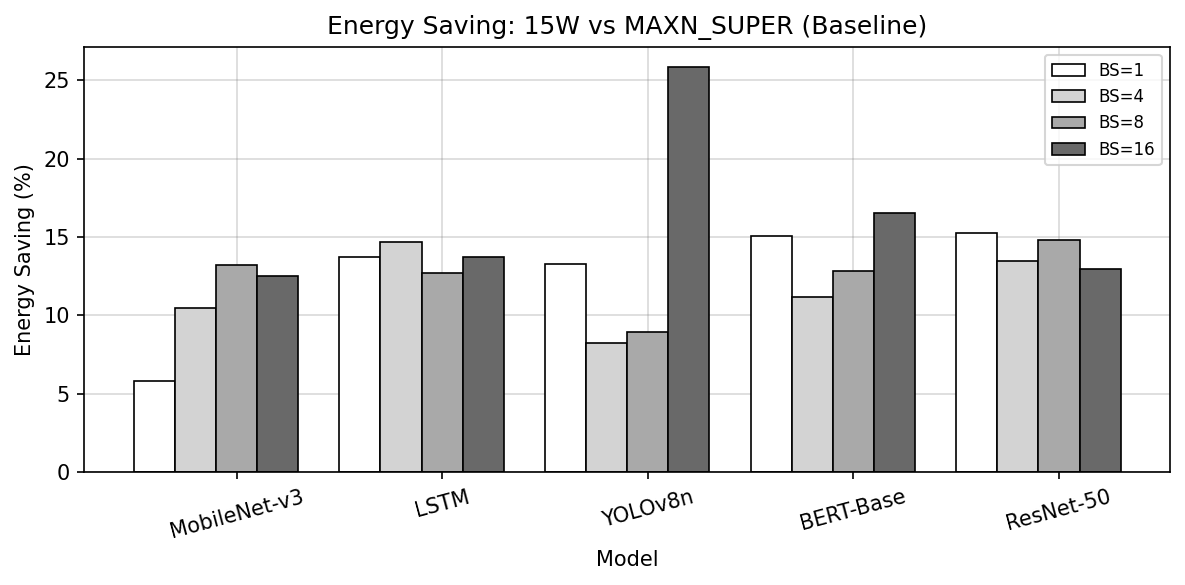 Energy Saving: 15W vs MAXN_SUPER (Baseline)
Energy Saving (%)
25
20
15
10
5
0
BS=1
BS=4
BS=8
BS=16
MobileNet-v3
LSTM
YOLOv8n
BERT-Base
ResNet-50
Model